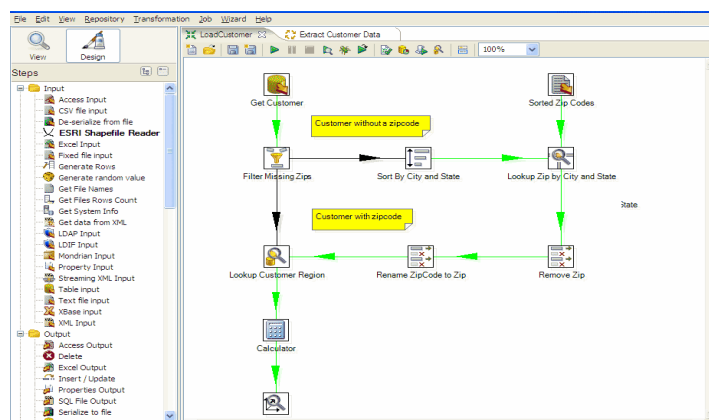 File Edit View Repository Transformation Job Wizard Help
View
Design
Steps
Input
Access Input
CSV file input
De-serialize from file
ESRI Shapefile Reader
Excel Input
Fixed file input
Generate Rows
Generate random value
Get File Names
Get Files Rows Count
Get System Info
Get data from XML
LDAP Input
LDIF Input
Mondrian Input
Property Input
Streaming XML Input
Table input
Text file input
XBase input
XML Input
Output
Access Output
Delete
Excel Output
Insert / Update
Properties Output
SQL File Output
Serialize to file
LoadCustomer
Extract Customer Data
100%
Get Customer
Sorted Zip Codes
Customer without a zipcode
Filter Missing Zips
Sort By City and State
Lookup Zip by City and State
State
Customer with zipcode
Lookup Customer Region
Rename ZipCode to Zip
Remove Zip
Calculator